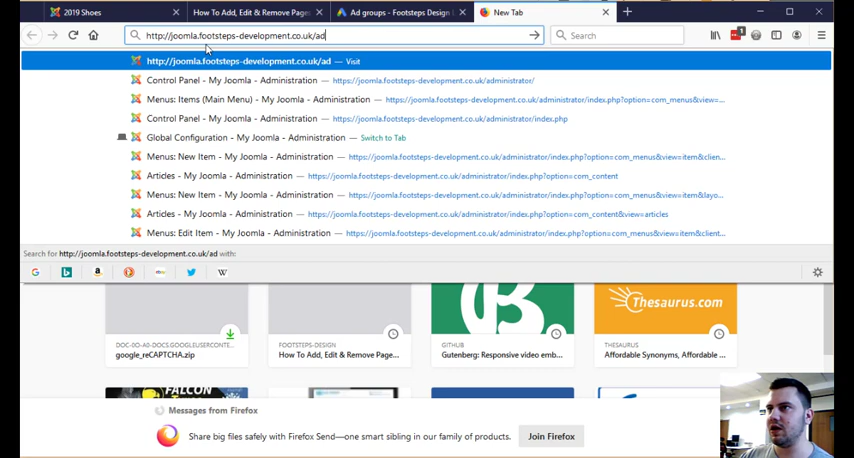 2019 Shoes
How To Add, Edit & Remove Page
Ad groups - Footsteps Design
New Tab
http://joomla.footsteps-development.co.uk/ad
Search
http://joomla.footsteps-development.co.uk/ad — Visit
Control Panel - My Joomla - Administration — https://joomla.footsteps-development.co.uk/administrator/
Menus: Items (Main Menu) - My Joomla - Administration — https://joomla.footsteps-development.co.uk/administrator/index.php?option=com_menus&view=...
Control Panel - My Joomla - Administration — https://joomla.footsteps-development.co.uk/administrator/index.php
Global Configuration - My Joomla - Administration — Switch to Tab
Menus: New Item - My Joomla - Administration — https://joomla.footsteps-development.co.uk/administrator/index.php?option=com_menus&view=item&clien...
Articles - My Joomla - Administration — https://joomla.footsteps-development.co.uk/administrator/index.php?option=com_content
Menus: New Item - My Joomla - Administration — https://joomla.footsteps-development.co.uk/administrator/index.php?option=com_menus&view=item&layo...
Articles - My Joomla - Administration — https://joomla.footsteps-development.co.uk/administrator/index.php?option=com_content&view=articles
Menus: Edit Item - My Joomla - Administration — https://joomla.footsteps-development.co.uk/administrator/index.php?option=com_menus&view=item&clien...
Search for http://joomla.footsteps-development.co.uk/ad with:
Thesaurus.com
DOC-0O-A0-DOCS.GOOGLEUSERCONTE...
google_reCAPTCHA.zip
FOOTSTEPS-DESIGN
How To Add, Edit & Remove Page...
GITHUB
Gutenberg: Responsive video emb...
THESAURUS
Affordable Synonyms, Affordable ...
FALCON
Messages from Firefox
Share big files safely with Firefox Send—one smart sibling in our family of products.
Join Firefox